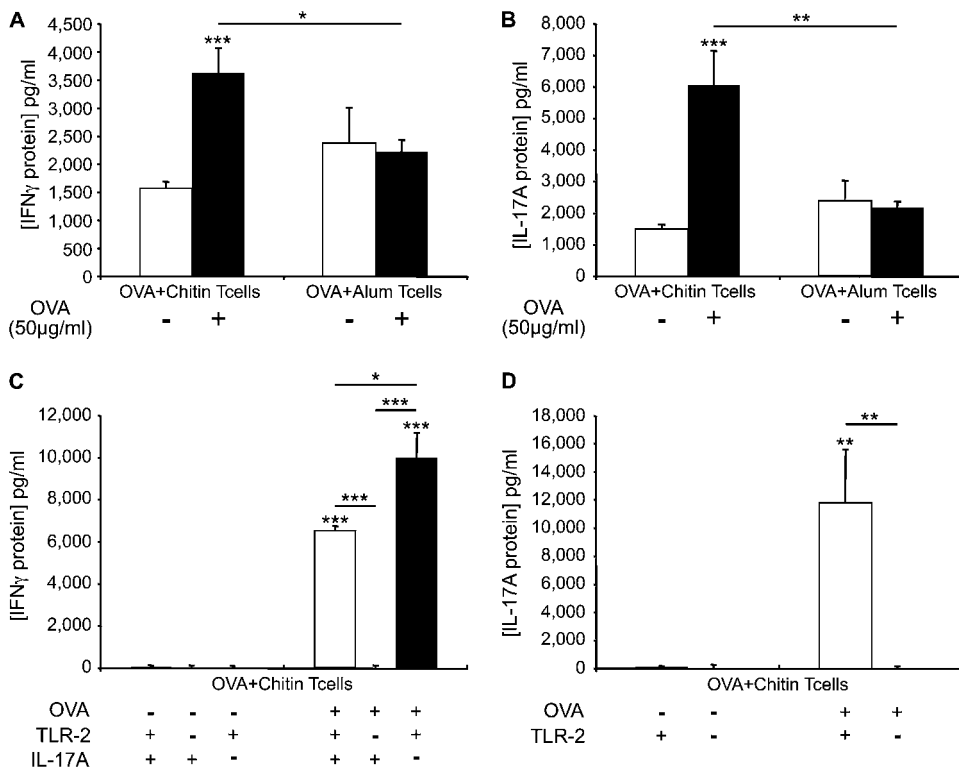 A
[IFNγ protein] pg/ml
4,500
4,000
3,500
3,000
2,500
2,000
1,500
1,000
500
0
***
*
OVA+Chitin Tcells
OVA+Alum Tcells
OVA
(50µg/ml)
- + - +
B
[IL-17A protein] pg/ml
8,000
7,000
6,000
5,000
4,000
3,000
2,000
1,000
0
***
**
OVA+Chitin Tcells
OVA+Alum Tcells
OVA
(50µg/ml)
- + - +
C
[IFNγ protein] pg/ml
12,000
10,000
8,000
6,000
4,000
2,000
0
*
***
***
***
***
OVA+Chitin Tcells
OVA - - - + + +
TLR-2 + - + + - +
IL-17A + + - + + -
D
[IL-17A protein] pg/ml
18,000
16,000
14,000
12,000
10,000
8,000
6,000
4,000
2,000
0
**
**
OVA+Chitin Tcells
OVA - - + +
TLR-2 + - + -